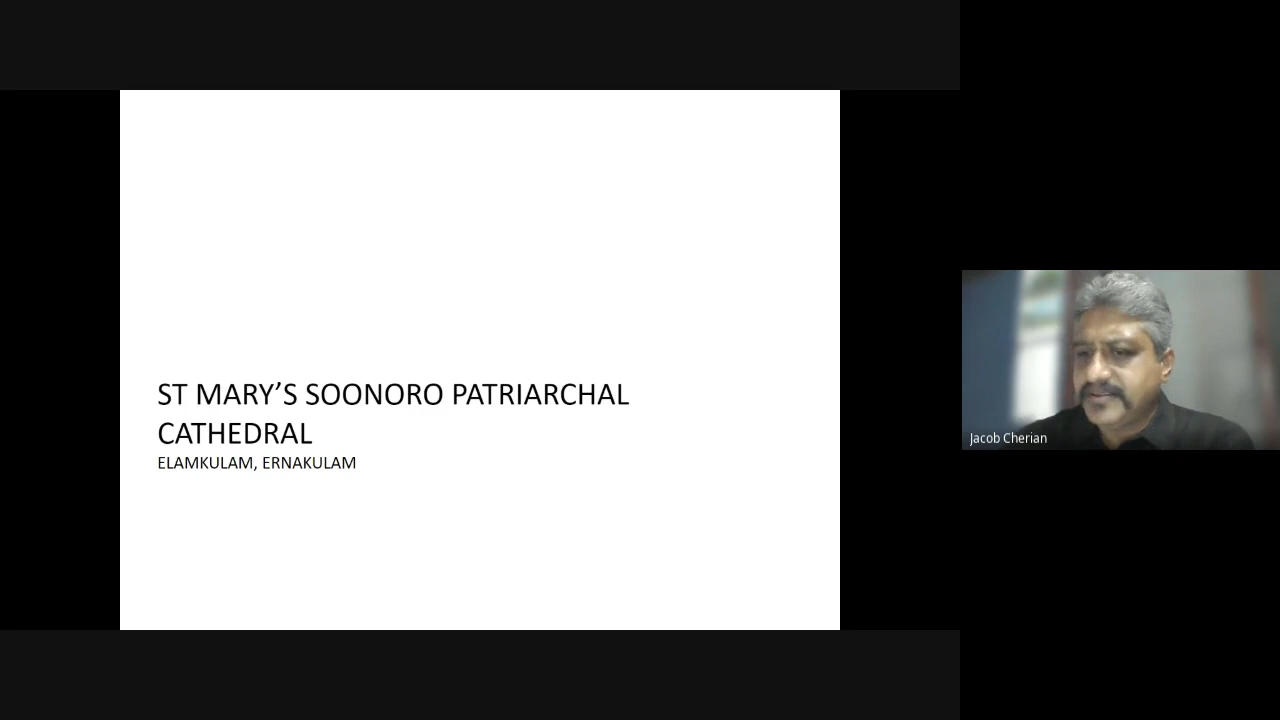 ST MARY’S SOONORO PATRIARCHAL
CATHEDRAL
ELAMKULAM, ERNAKULAM
Jacob Cherian